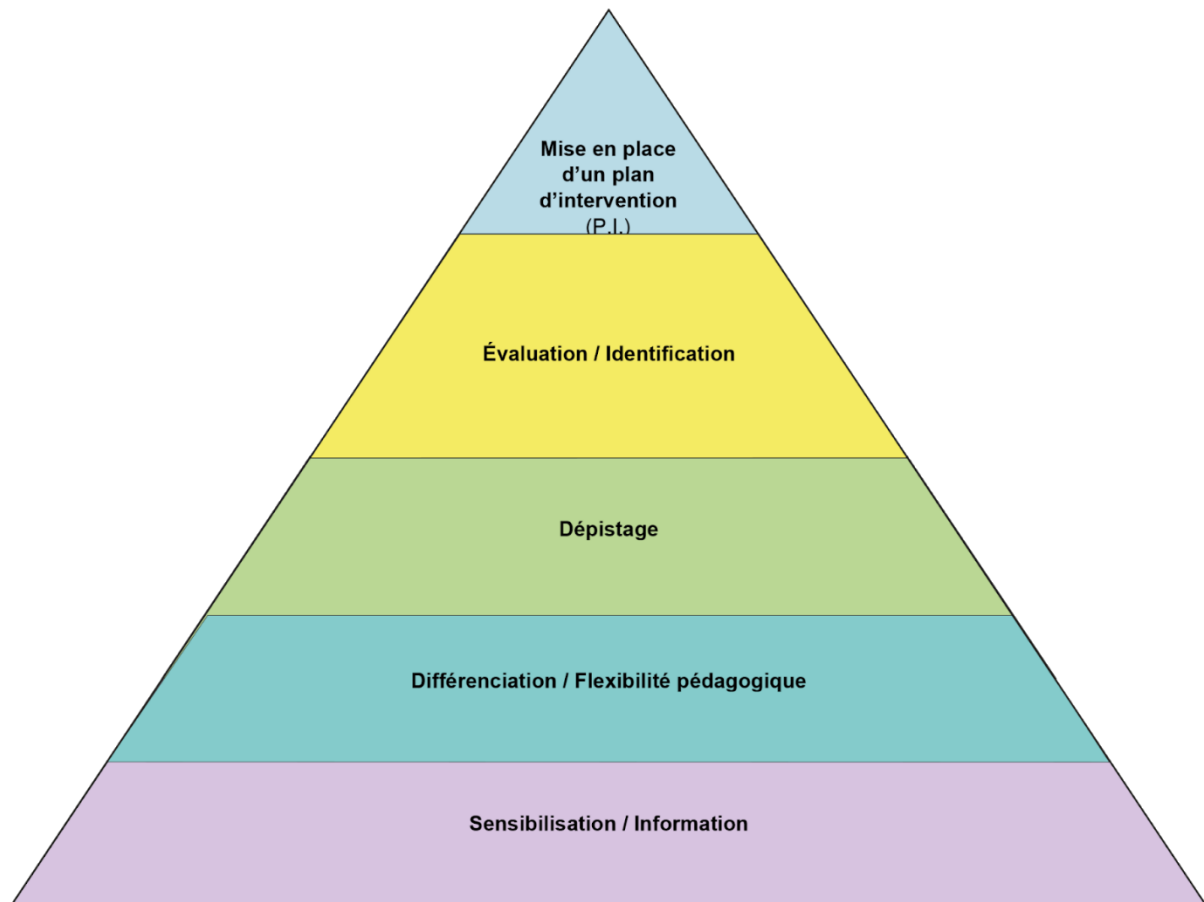 Mise en place
d’un plan
d’intervention
(P.I.)
Évaluation / Identification
Dépistage
Différenciation / Flexibilité pédagogique
Sensibilisation / Information